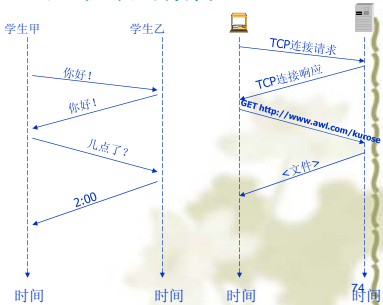 学生甲
学生乙
你好！
你好！
几点了？
2:00
TCP连接请求
TCP连接响应
GET http://www.awl.com/kurose
<文件>
时间
时间
时间
时间
74